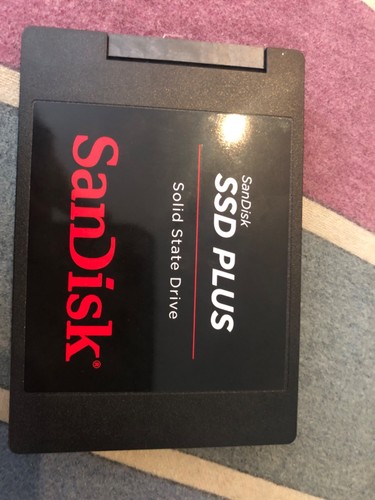 SanDisk
SSD PLUS
Solid State Drive
SanDisk®